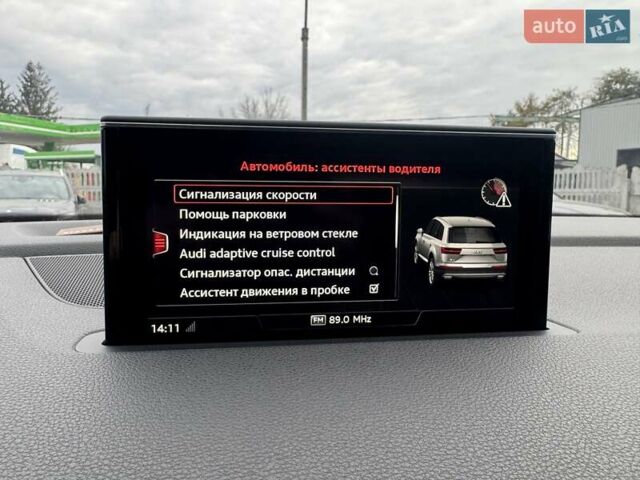 auto RIA
.com
Автомобиль: ассистенты водителя
Сигнализация скорости
Помощь парковки
Индикация на ветровом стекле
Audi adaptive cruise control
Сигнализатор опас. дистанции
Ассистент движения в пробке
14:11
FM 89.0 MHz